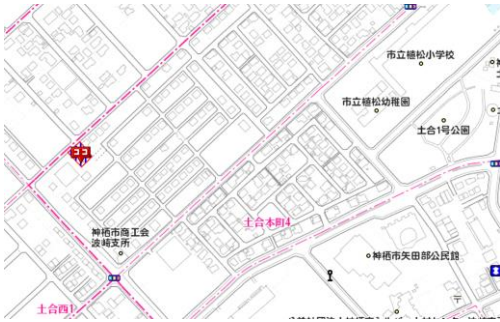 市立植松小学校
市立植松幼稚園
土合1号公園
ココ
土合本町4
神栖市商工会
波崎支所
神栖市矢田部公民館
土合西1